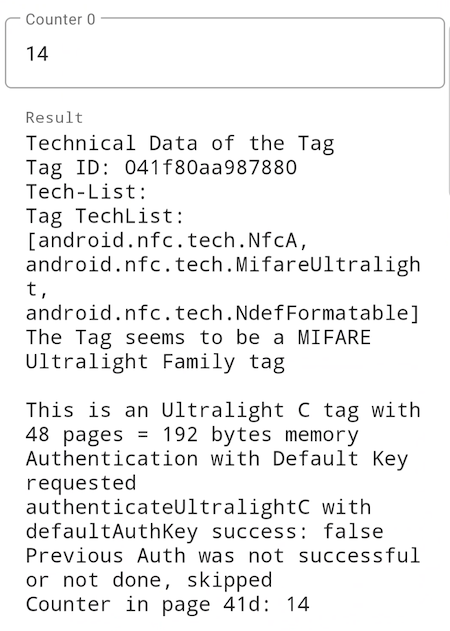 Counter 0
14
Result
Technical Data of the Tag
Tag ID: 041f80aa987880
Tech-List:
Tag TechList:
[android.nfc.tech.NfcA,
android.nfc.tech.MifareUltraligh
t,
android.nfc.tech.NdefFormatable]
The Tag seems to be a MIFARE
Ultralight Family tag

This is an Ultralight C tag with
48 pages = 192 bytes memory
Authentication with Default Key
requested
authenticateUltralightC with
defaultAuthKey success: false
Previous Auth was not successful
or not done, skipped
Counter in page 41d: 14